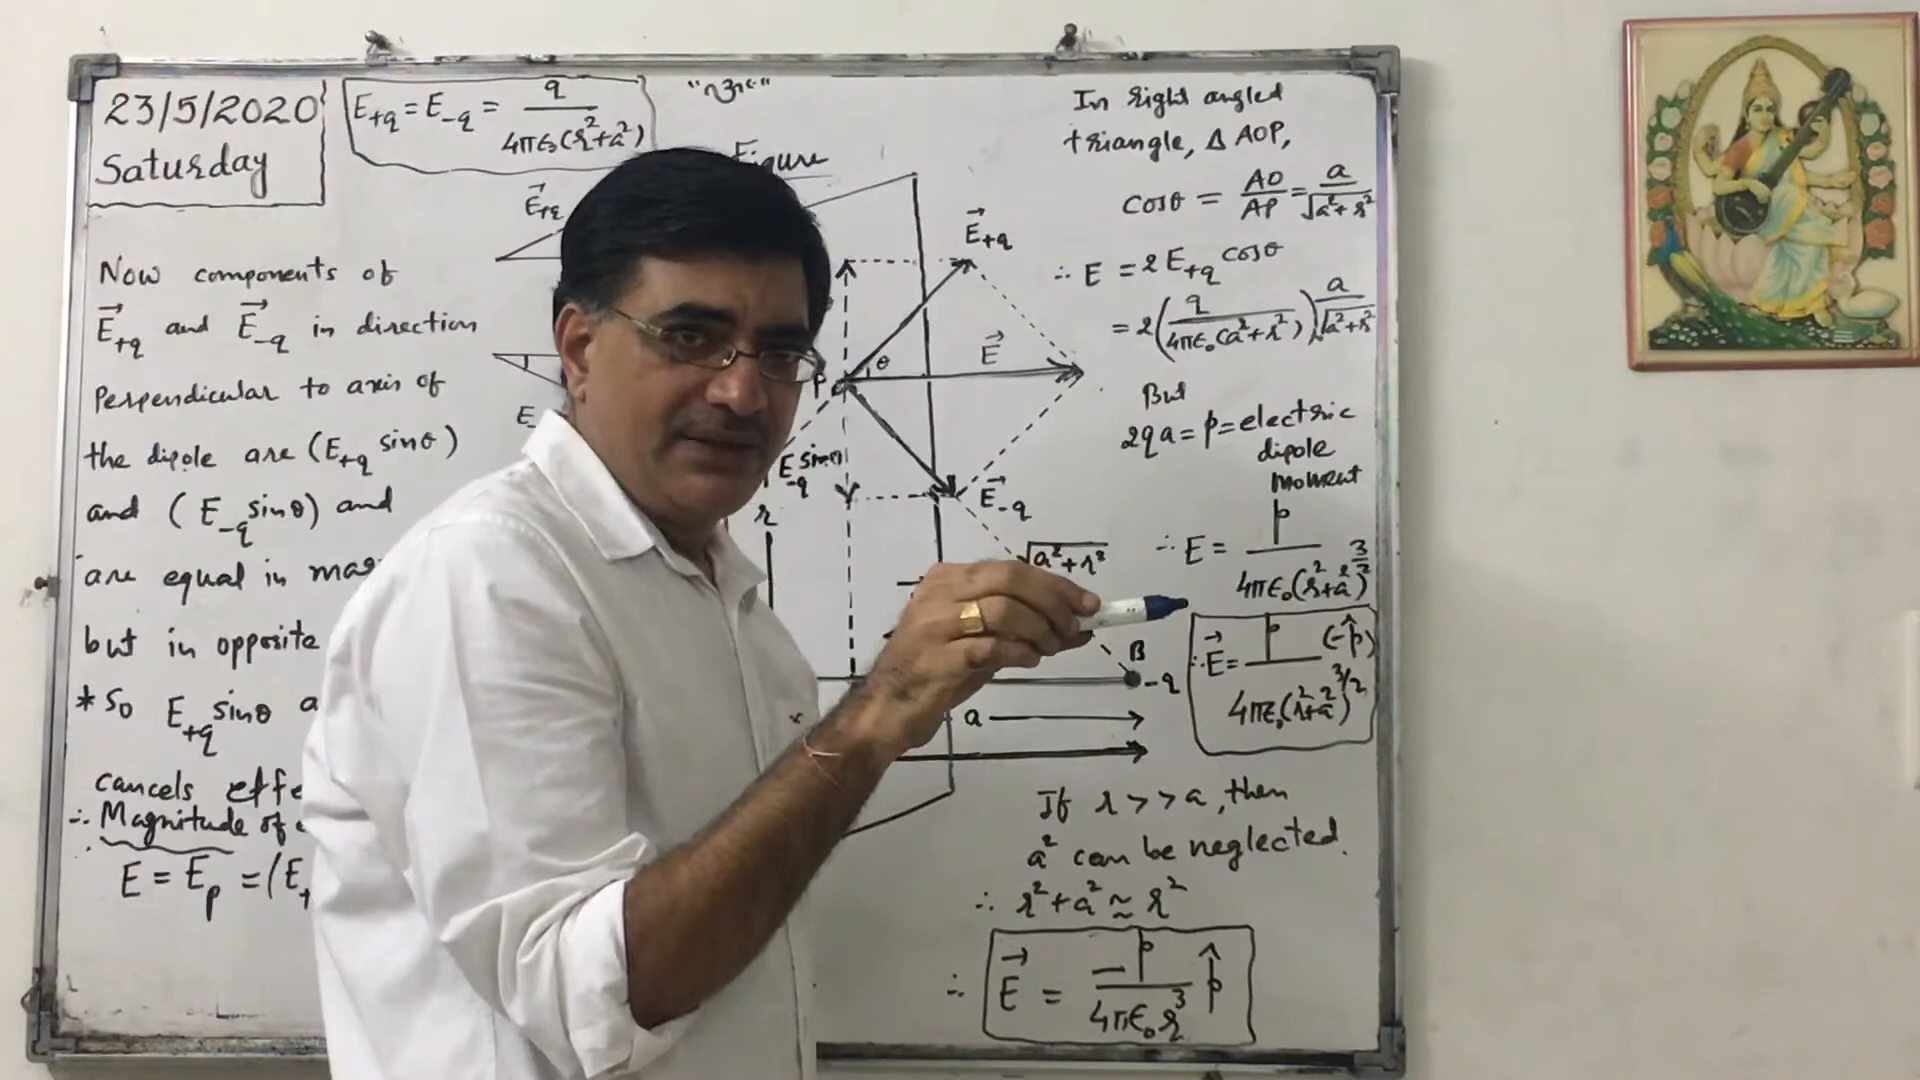 23/5/2020
Saturday
E+q = E-q = q / 4πε₀(r²+a²)
"ॐ"
Figure
Now components of
E⃗+q and E⃗-q in direction
Perpendicular to axis of
the dipole are (E+q sinθ)
and (E-q sinθ) and
are equal in
but in opposite
* So E+q sinθ
cancels
∴ Magnitude of
E = Ep = (E+
E⃗+q
E⃗+q
θ
E⃗
P
E-q sinθ
E⃗-q
r
√a²+r²
B
-q
a
In right angled
triangle, Δ AOP,
cosθ = AO/AP = a/√a²+r²
∴ E = 2 E+q cosθ
= 2(q / 4πε₀(a²+r²)) a/√a²+r²
But
2qa = p = electric
dipole
moment
∴ E = p / 4πε₀(r²+a²)^3/2
∴ E⃗ = p / 4πε₀(r²+a²)^3/2 (-p̂)
If r >> a, then
a² can be neglected.
∴ r²+a² ≈ r²
∴ E⃗ = -p / 4πε₀r³ p̂